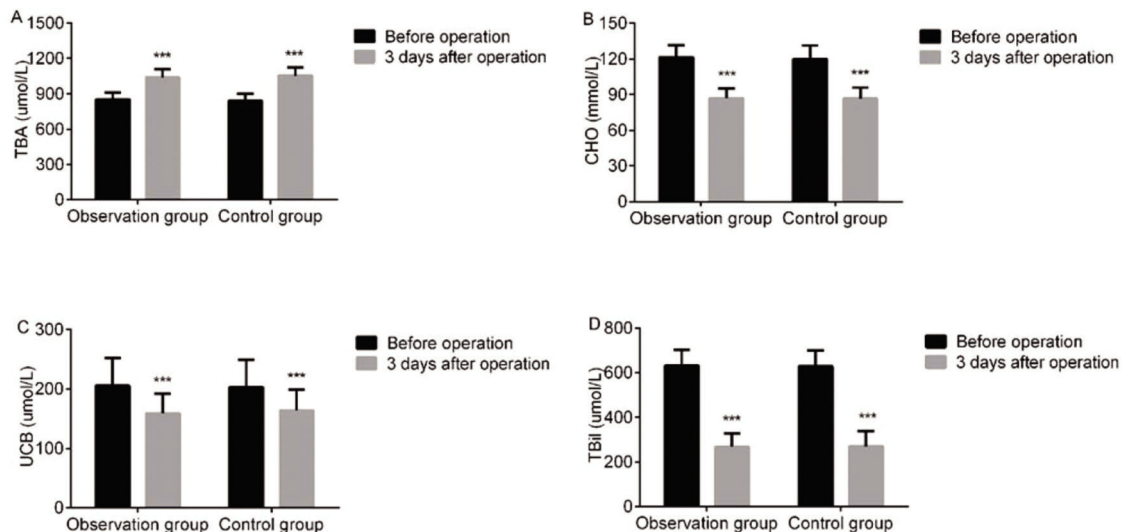 A
1500
1200
900
600
300
0
TBA (umol/L)
***
***
Observation group
Control group
Before operation
3 days after operation
B
150
120
90
60
30
0
CHO (mmol/L)
***
***
Observation group
Control group
Before operation
3 days after operation
C
300
200
100
0
UCB (umol/L)
***
***
Observation group
Control group
Before operation
3 days after operation
D
800
600
400
200
0
TBil (umol/L)
***
***
Observation group
Control group
Before operation
3 days after operation